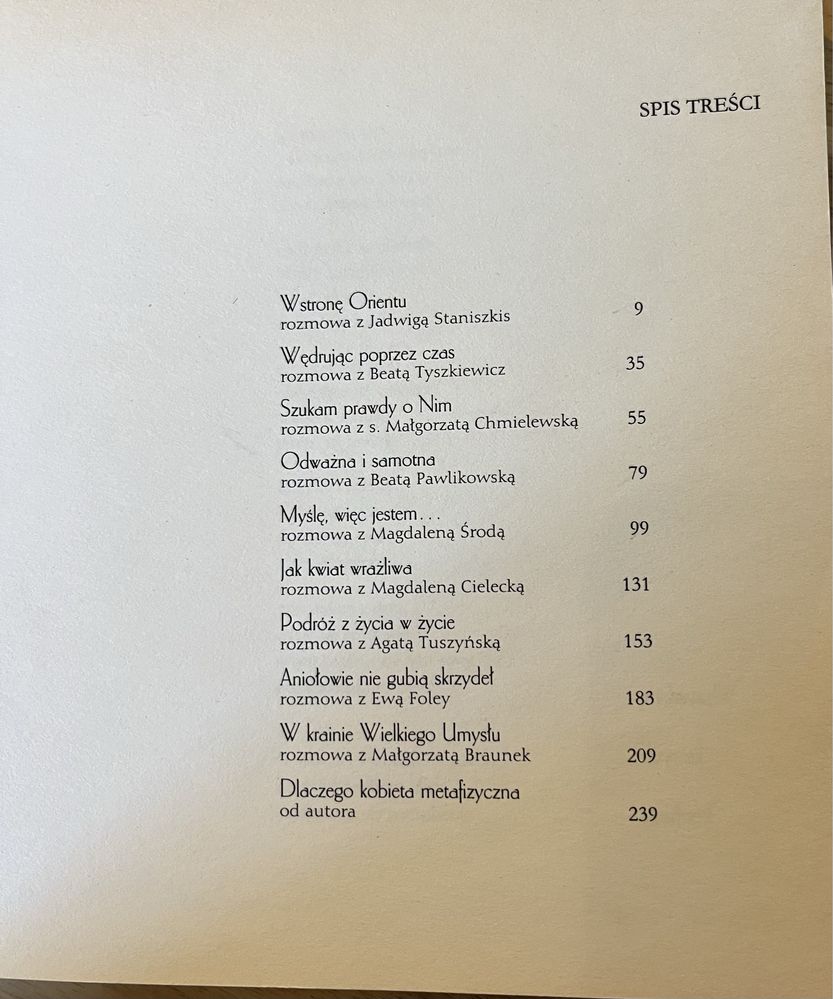 SPIS TREŚCI
W stronę Orientu 9
rozmowa z Jadwigą Staniszkis
Wędrując poprzez czas 35
rozmowa z Beatą Tyszkiewicz
Szukam prawdy o Nim 55
rozmowa z s. Małgorzatą Chmielewską
Odważna i samotna 79
rozmowa z Beatą Pawlikowską
Myślę, więc jestem... 99
rozmowa z Magdaleną Środą
Jak kwiat wrażliwa 131
rozmowa z Magdaleną Cielecką
Podróż z życia w życie 153
rozmowa z Agatą Tuszyńską
Aniołowie nie gubią skrzydeł 183
rozmowa z Ewą Foley
W krainie Wielkiego Umysłu 209
rozmowa z Małgorzatą Braunek
Dlaczego kobieta metafizyczna 239
od autora